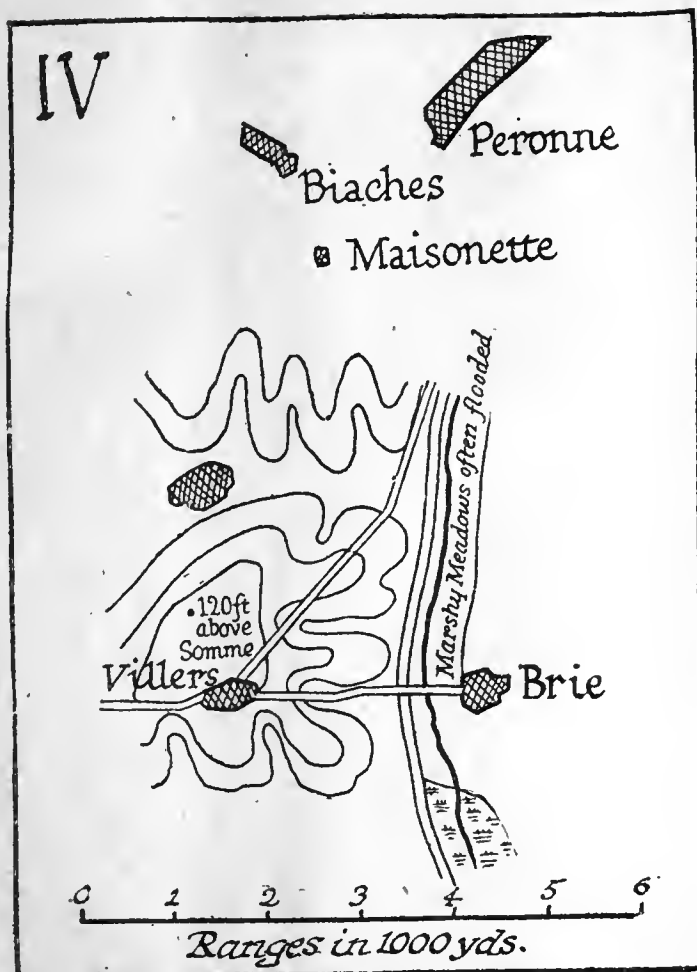 IV
Peronne
Biaches
Maisonette
Marshy Meadows often flooded
.120ft
above
Somme
Villers
Brie
0 1 2 3 4 5 6
Ranges in 1000 yds.